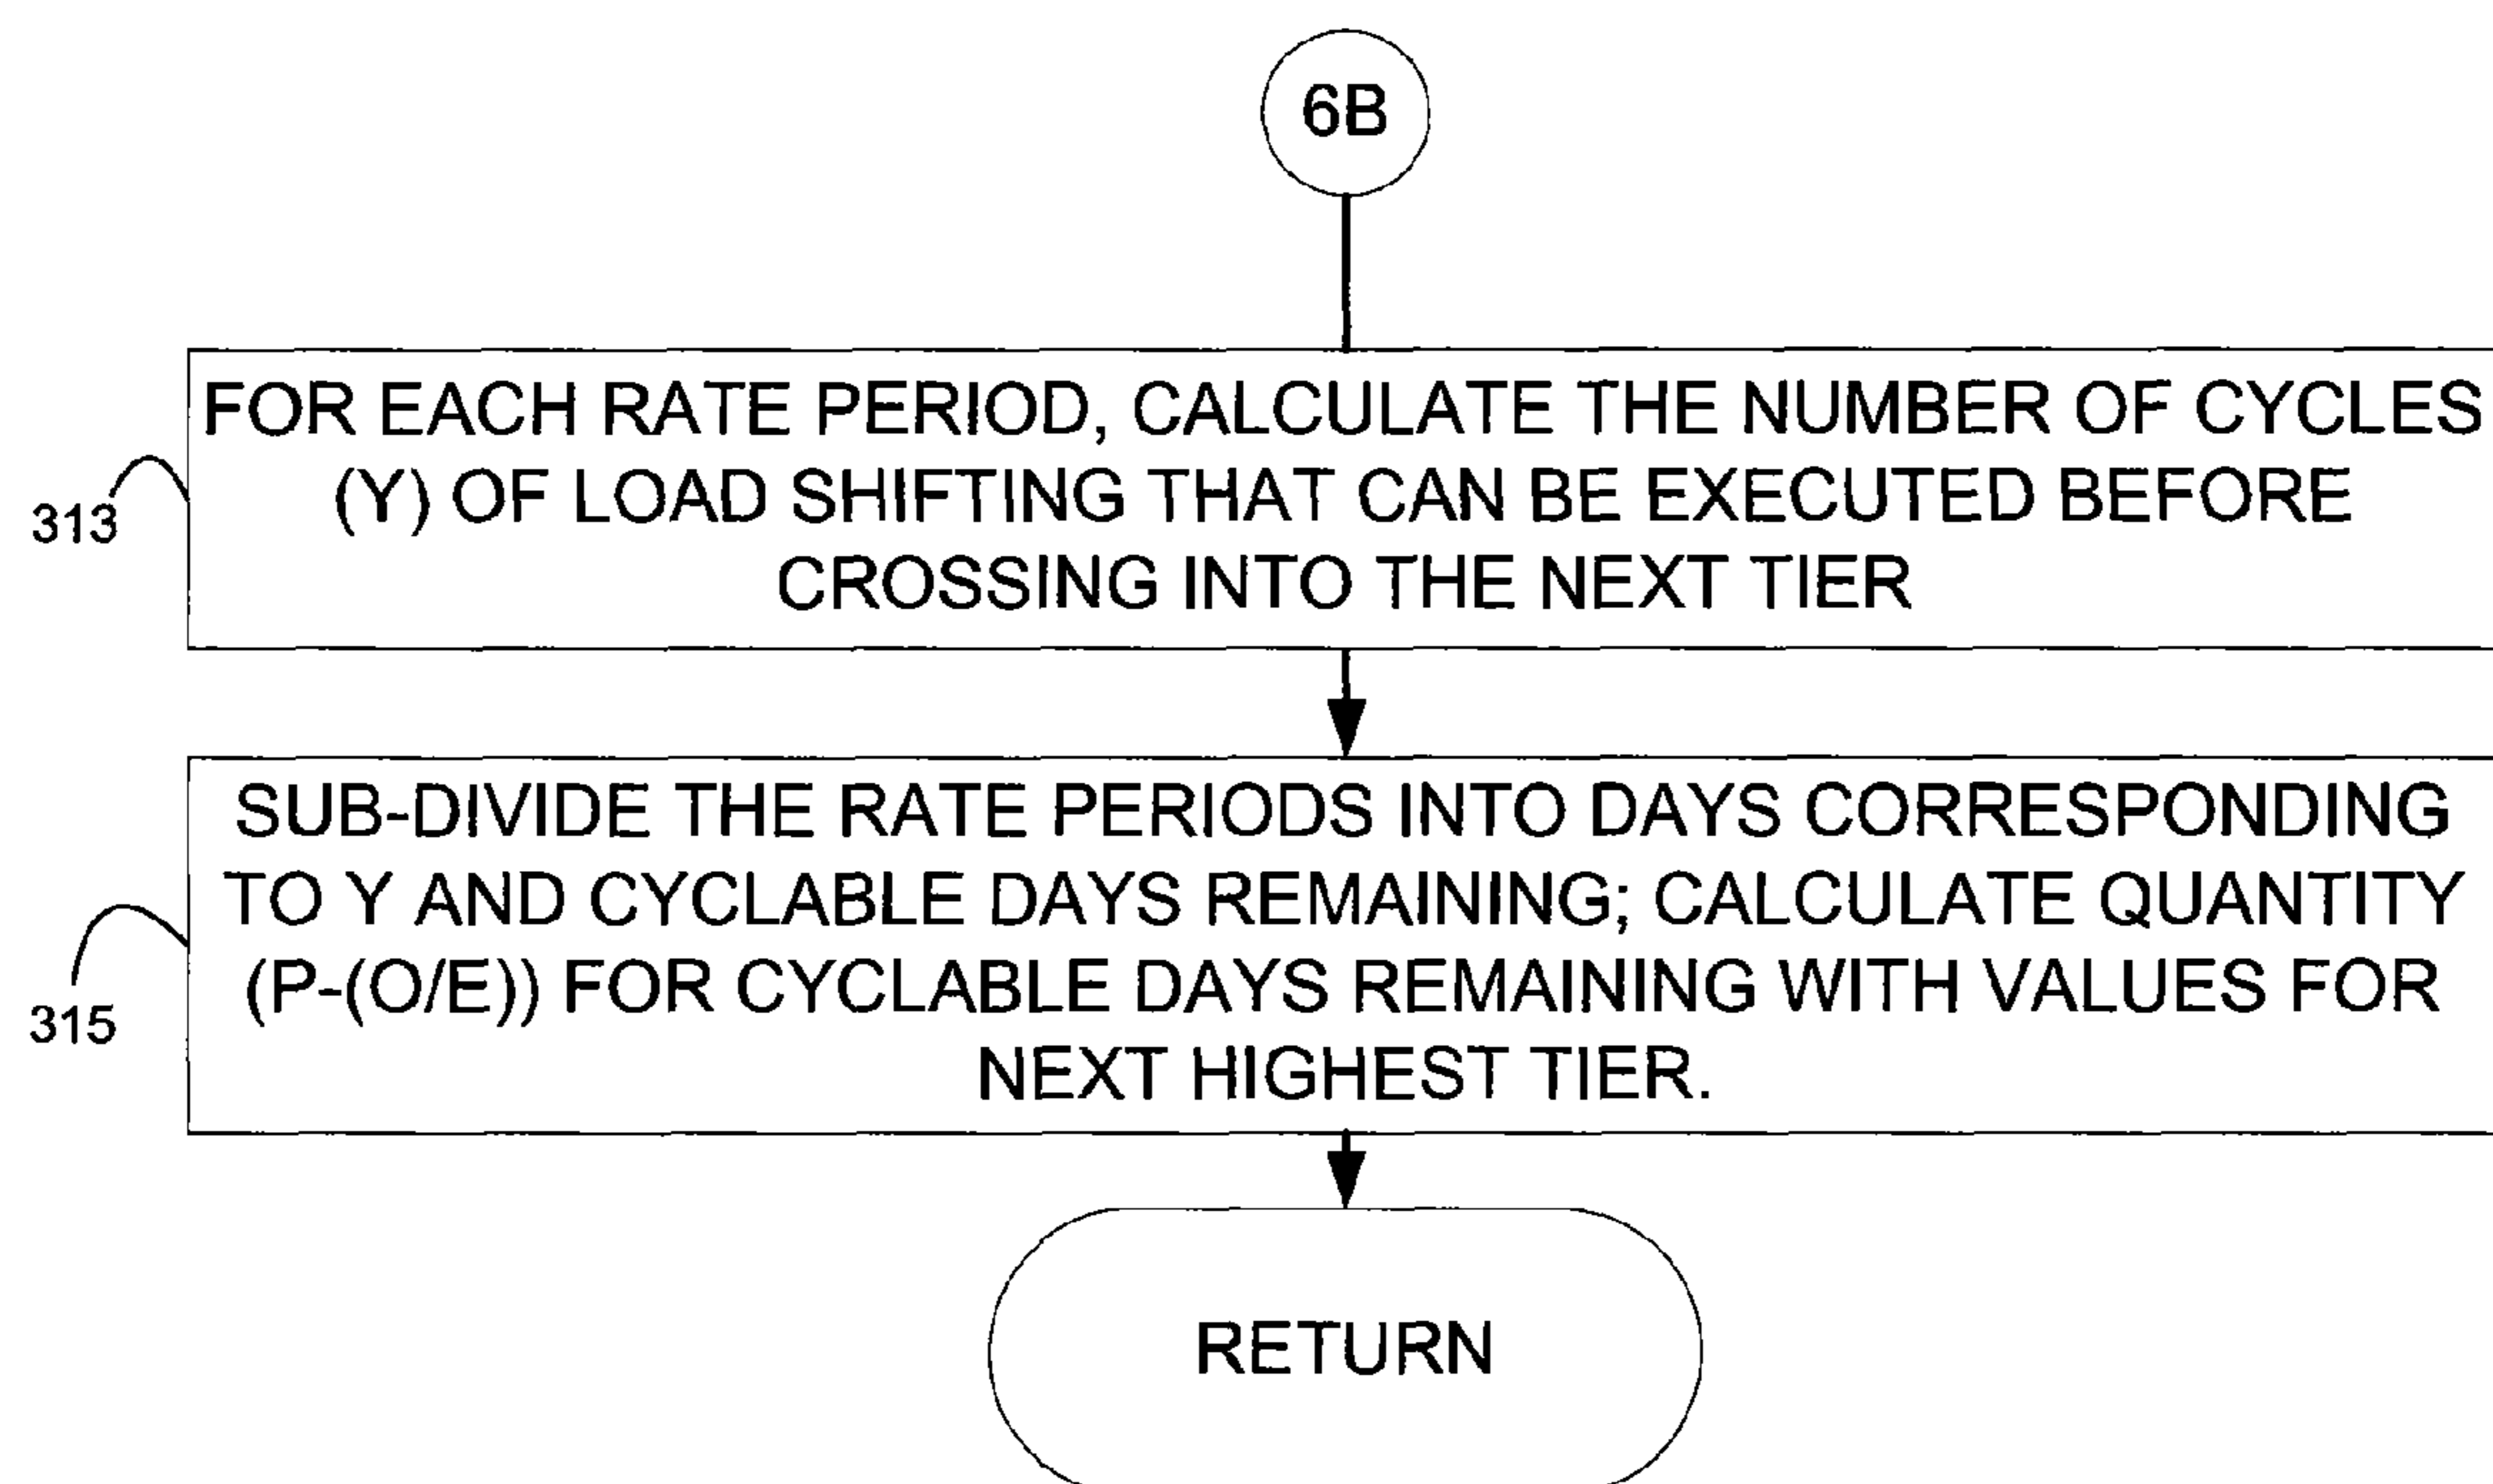 6B
FOR EACH RATE PERIOD, CALCULATE THE NUMBER OF CYCLES
(Y) OF LOAD SHIFTING THAT CAN BE EXECUTED BEFORE
CROSSING INTO THE NEXT TIER
313
SUB-DIVIDE THE RATE PERIODS INTO DAYS CORRESPONDING
TO Y AND CYCLABLE DAYS REMAINING; CALCULATE QUANTITY
(P-(O/E)) FOR CYCLABLE DAYS REMAINING WITH VALUES FOR
NEXT HIGHEST TIER.
315
RETURN